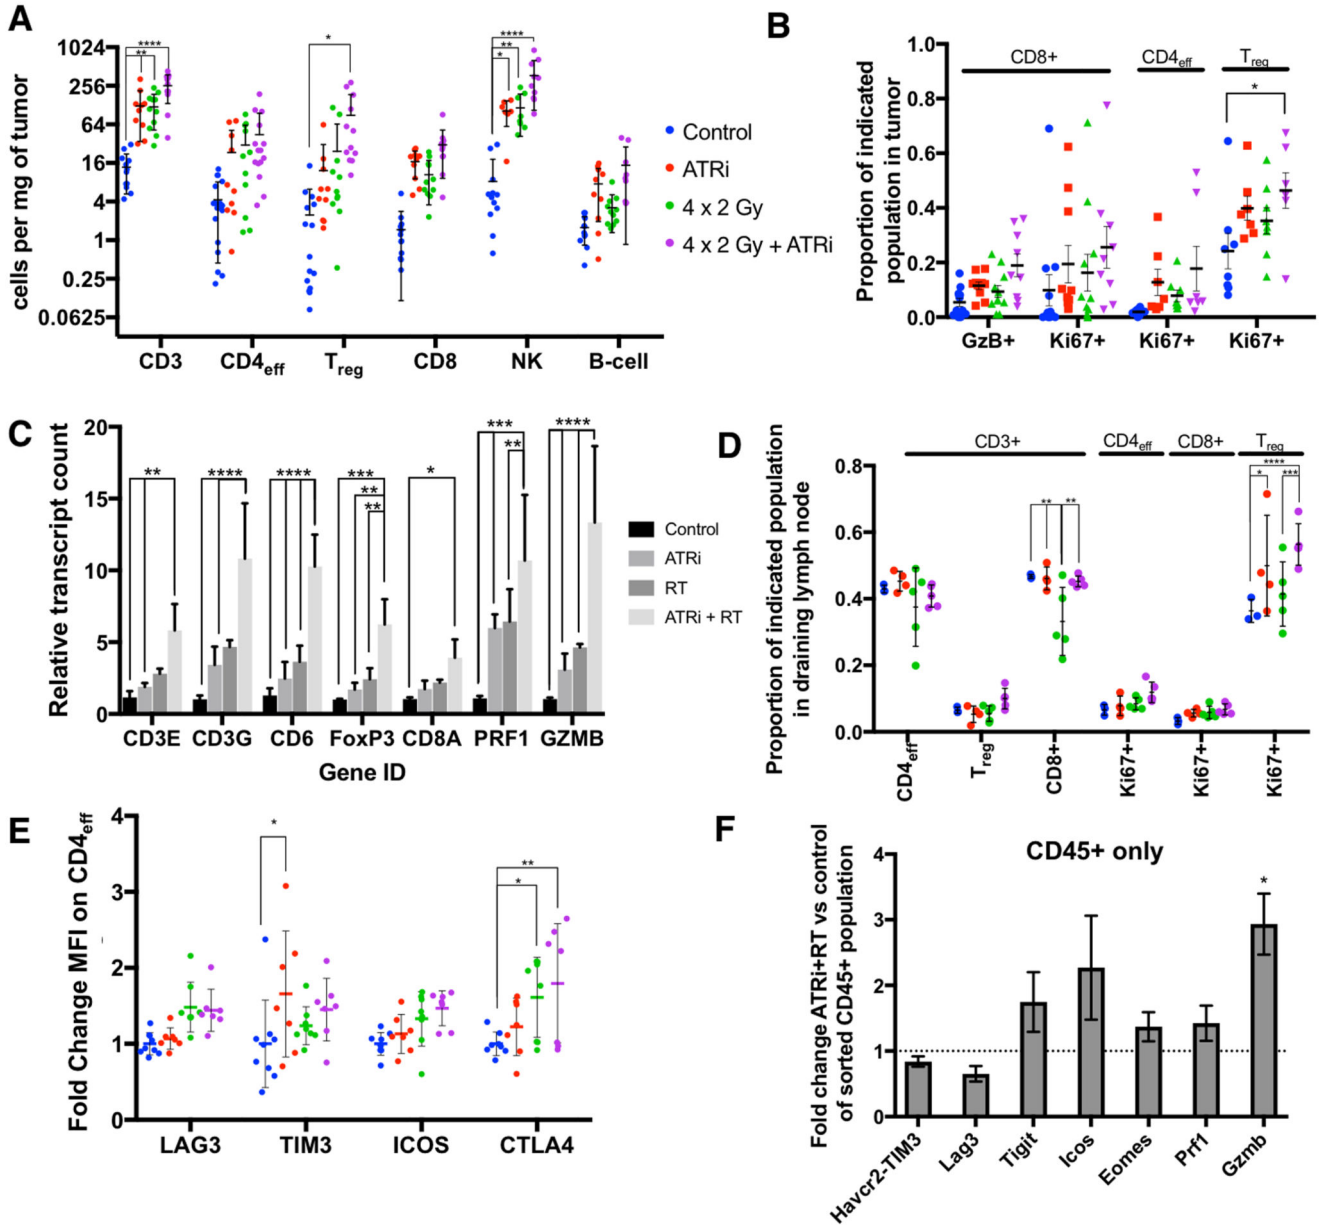 A
cells per mg of tumor
1024
256
64
16
4
1
0.25
0.0625
****
**
*
****
**
*
CD3
CD4eff
Treg
CD8
NK
B-cell
Control
ATRi
4 x 2 Gy
4 x 2 Gy + ATRi
B
Proportion of indicated
population in tumor
1.0
0.8
0.6
0.4
0.2
0.0
CD8+
CD4eff
Treg
*
GzB+
Ki67+
Ki67+
Ki67+
C
Relative transcript count
20
15
10
5
0
**
****
****
***
**
**
*
***
**
****
CD3E
CD3G
CD6
FoxP3
CD8A
PRF1
GZMB
Gene ID
Control
ATRi
RT
ATRi + RT
D
Proportion of indicated population
in draining lymph node
0.8
0.6
0.4
0.2
0.0
CD3+
CD4eff
CD8+
Treg
**
**
****
*
***
CD4eff
Treg
CD8+
Ki67+
Ki67+
Ki67+
E
Fold Change MFI on CD4eff
4
3
2
1
0
*
**
*
LAG3
TIM3
ICOS
CTLA4
F
CD45+ only
Fold change ATRi+RT vs control
of sorted CD45+ population
4
3
2
1
0
*
Havcr2-TIM3
Lag3
Tigit
Icos
Eomes
Prf1
Gzmb